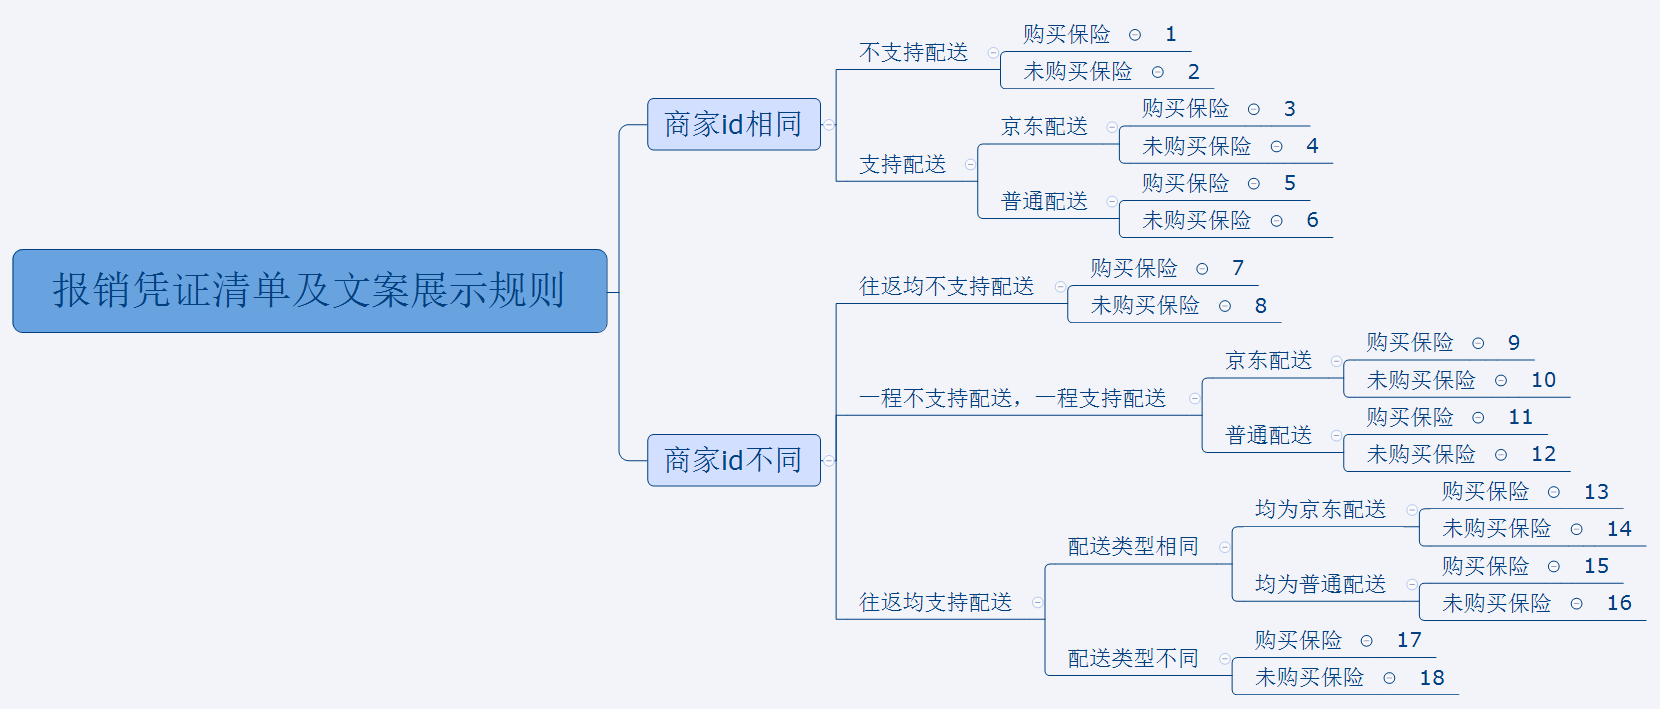 报销凭证清单及文案展示规则
商家id相同
不支持配送
购买保险 1
未购买保险 2
支持配送
京东配送
购买保险 3
未购买保险 4
普通配送
购买保险 5
未购买保险 6
商家id不同
往返均不支持配送
购买保险 7
未购买保险 8
一程不支持配送，一程支持配送
京东配送
购买保险 9
未购买保险 10
普通配送
购买保险 11
未购买保险 12
往返均支持配送
配送类型相同
均为京东配送
购买保险 13
未购买保险 14
均为普通配送
购买保险 15
未购买保险 16
配送类型不同
购买保险 17
未购买保险 18